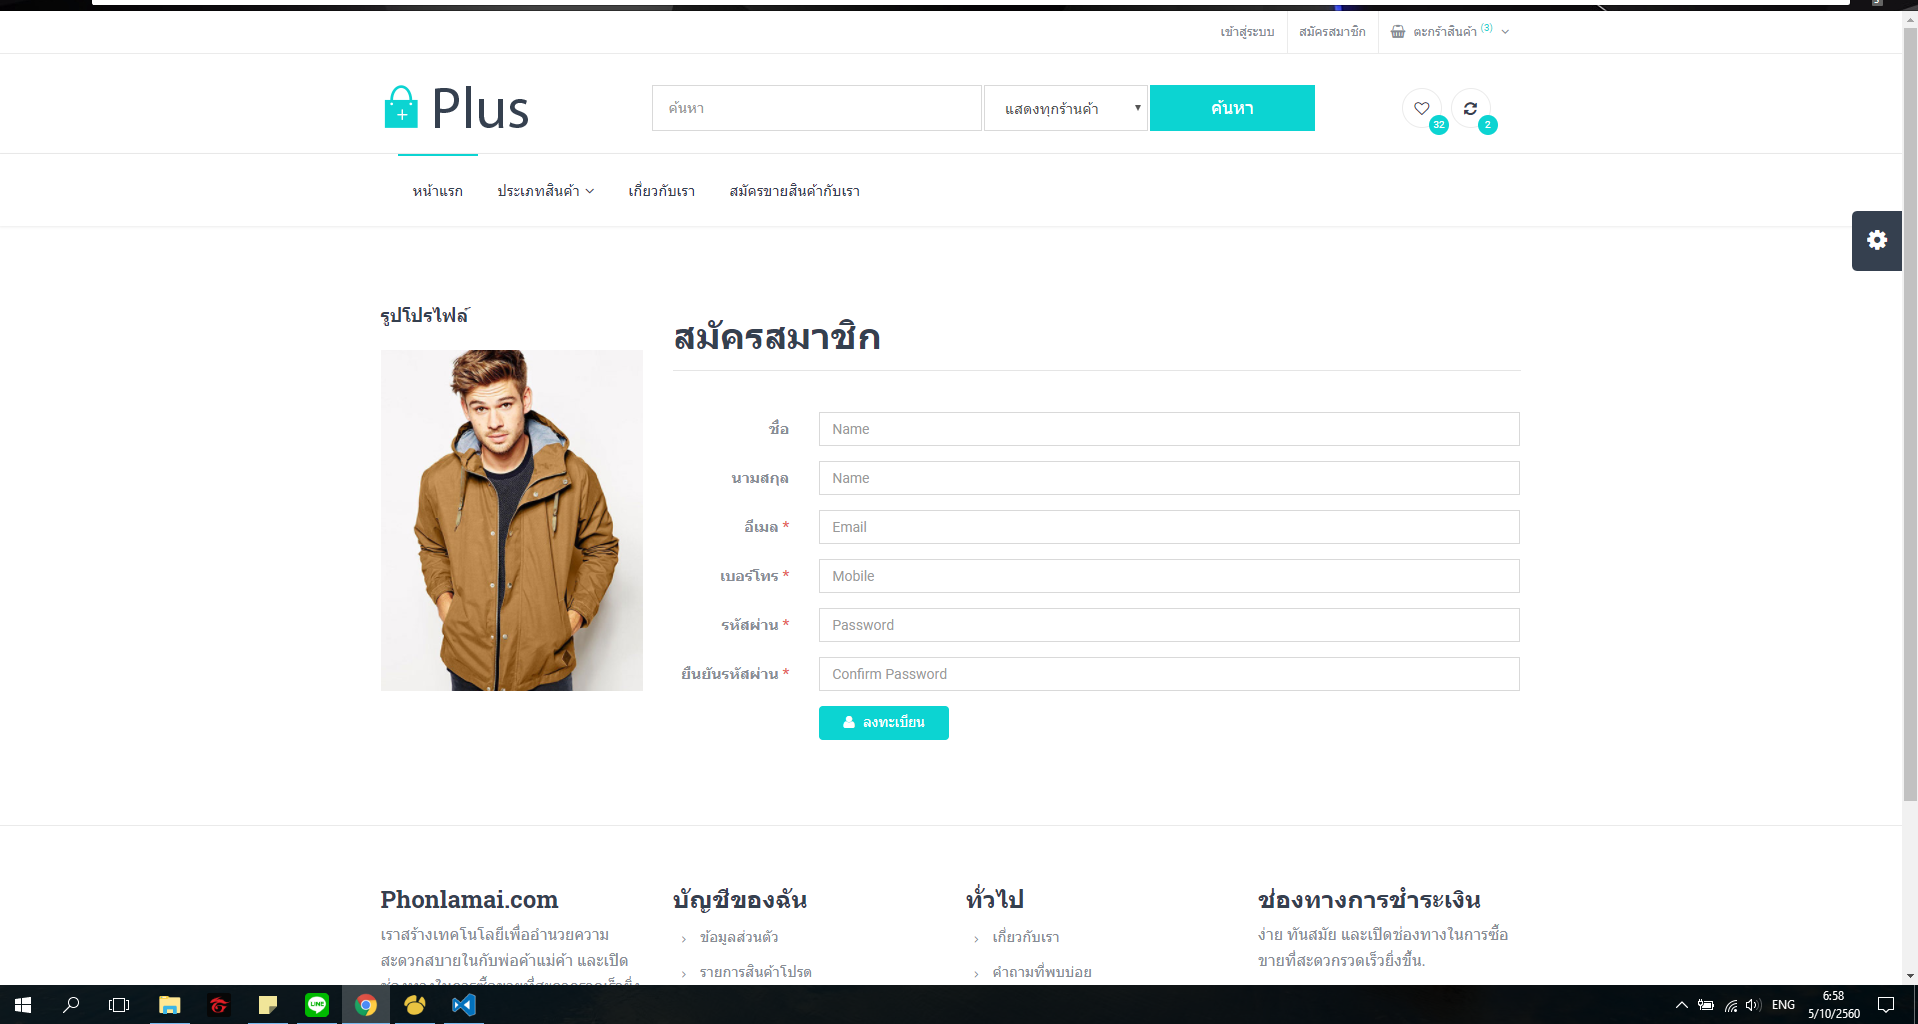 เข้าสู่ระบบ
สมัครสมาชิก
ตะกร้าสินค้า (3)
Plus
ค้นหา
แสดงทุกร้านค้า
ค้นหา
32
2
หน้าแรก
ประเภทสินค้า
เกี่ยวกับเรา
สมัครขายสินค้ากับเรา
รูปโปรไฟล์
สมัครสมาชิก
ชื่อ
Name
นามสกุล
Name
อีเมล *
Email
เบอร์โทร *
Mobile
รหัสผ่าน *
Password
ยืนยันรหัสผ่าน *
Confirm Password
ลงทะเบียน
Phonlamai.com
เราสร้างเทคโนโลยีเพื่ออำนวยความ
สะดวกสบายในกับพ่อค้าแม่ค้า และเปิด
บัญชีของฉัน
ข้อมูลส่วนตัว
รายการสินค้าโปรด
ทั่วไป
เกี่ยวกับเรา
คำถามที่พบบ่อย
ช่องทางการชำระเงิน
ง่าย ทันสมัย และเปิดช่องทางในการซื้อ
ขายที่สะดวกรวดเร็วยิ่งขึ้น.
LINE
ENG
6:58
5/10/2560